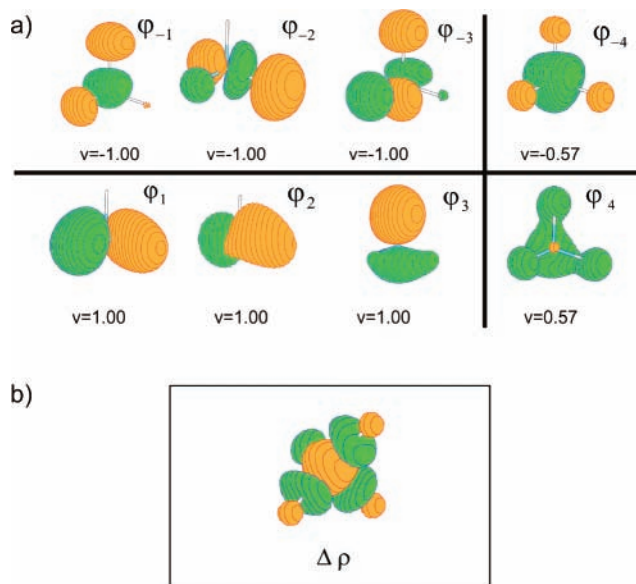 a)
φ₋₁ φ₋₂ φ₋₃ φ₋₄
v=-1.00 v=-1.00 v=-1.00 v=-0.57
φ₁ φ₂ φ₃ φ₄
v=1.00 v=1.00 v=1.00 v=0.57
b)
Δ ρ